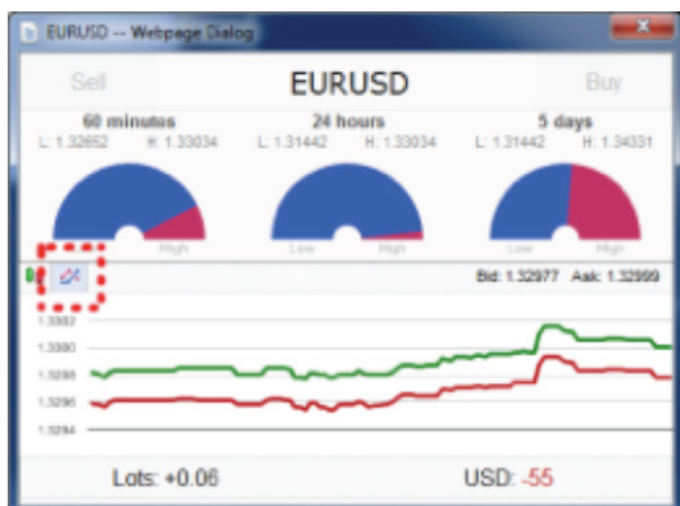 EURUSD -- Webpage Dialog
Sell EURUSD Buy
60 minutes 24 hours 5 days
L: 1.32652 H: 1.33034 L: 1.31442 H: 1.33034 L: 1.31442 H: 1.34331
Low High Low High Low High
Bid: 1.32977 Ask: 1.32999
1.3302
1.3300
1.3298
1.3296
1.3294
Lots: +0.06 USD: -55